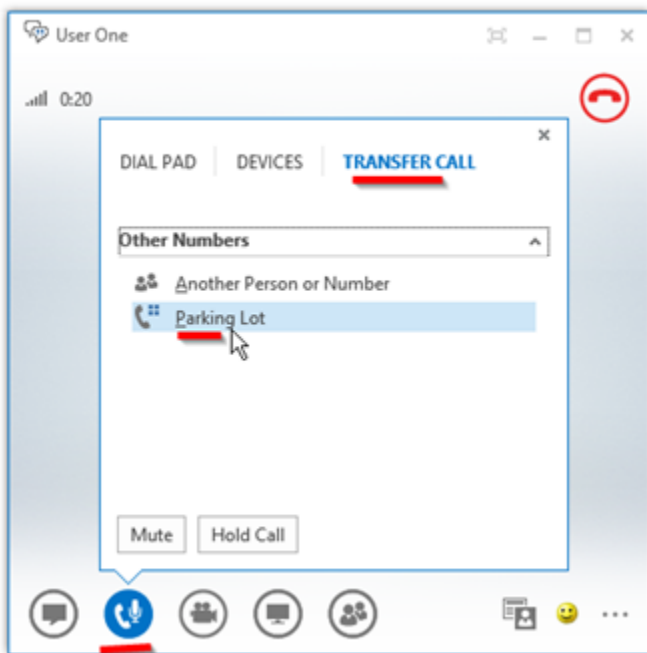 User One
0:20
DIAL PAD DEVICES TRANSFER CALL
Other Numbers
Another Person or Number
Parking Lot
Mute Hold Call